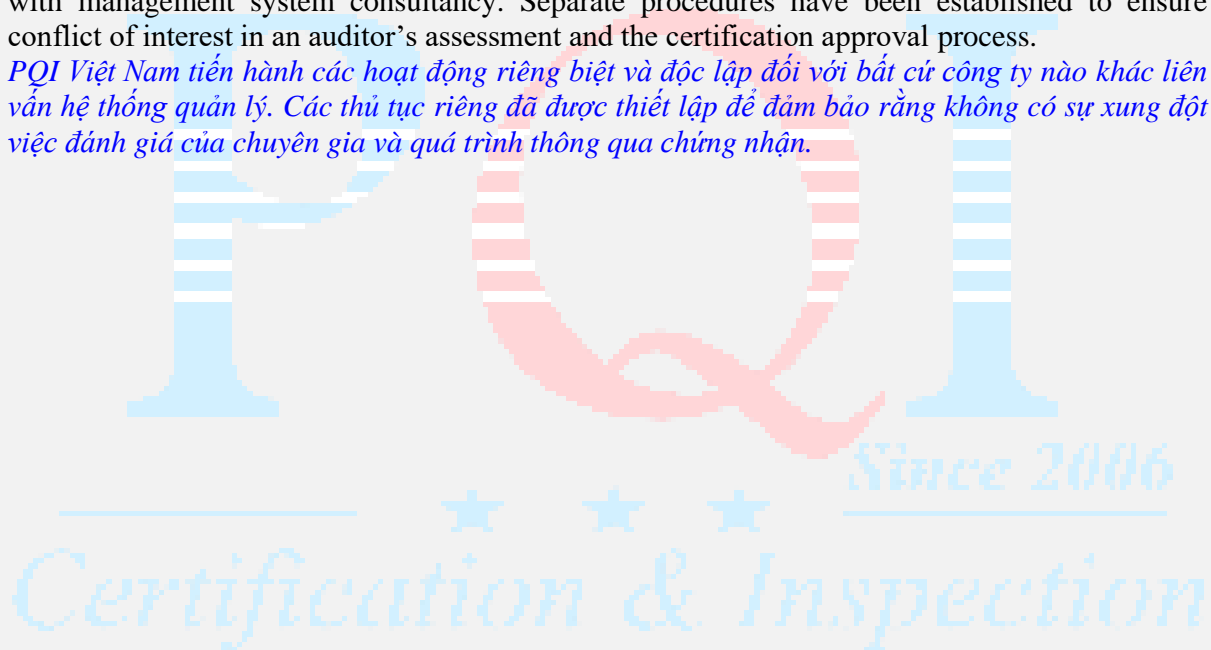 with management system consultancy. Separate procedures have been established to ensure
conflict of interest in an auditor’s assessment and the certification approval process.
PQI Việt Nam tiến hành các hoạt động riêng biệt và độc lập đối với bất cứ công ty nào khác liên
vấn hệ thống quản lý. Các thủ tục riêng đã được thiết lập để đảm bảo rằng không có sự xung đột
việc đánh giá của chuyên gia và quá trình thông qua chứng nhận.
PQI
Since 2006
Certification & Inspection